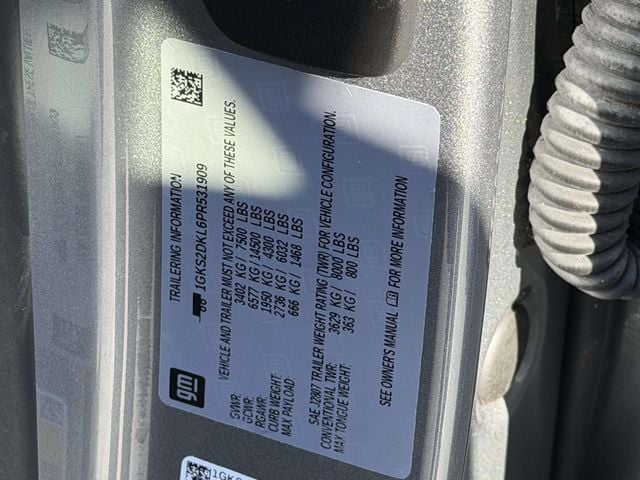 gm
TRAILERING INFORMATION
1GKS2DKL6PR531909
VEHICLE AND TRAILER MUST NOT EXCEED ANY OF THESE VALUES.
GVWR: 3402 KG / 7500 LBS
GCWR: 6577 KG / 14500 LBS
RGAWR: 1950 KG / 4300 LBS
CURB WEIGHT: 2736 KG / 6032 LBS
MAX PAYLOAD 666 KG / 1468 LBS
SAE J2807 TRAILER WEIGHT RATING (TWR) FOR VEHICLE CONFIGURATION.
CONVENTIONAL TWR: 3629 KG / 8000 LBS
MAX TONGUE WEIGHT: 363 KG / 800 LBS
SEE OWNER'S MANUAL FOR MORE INFORMATION